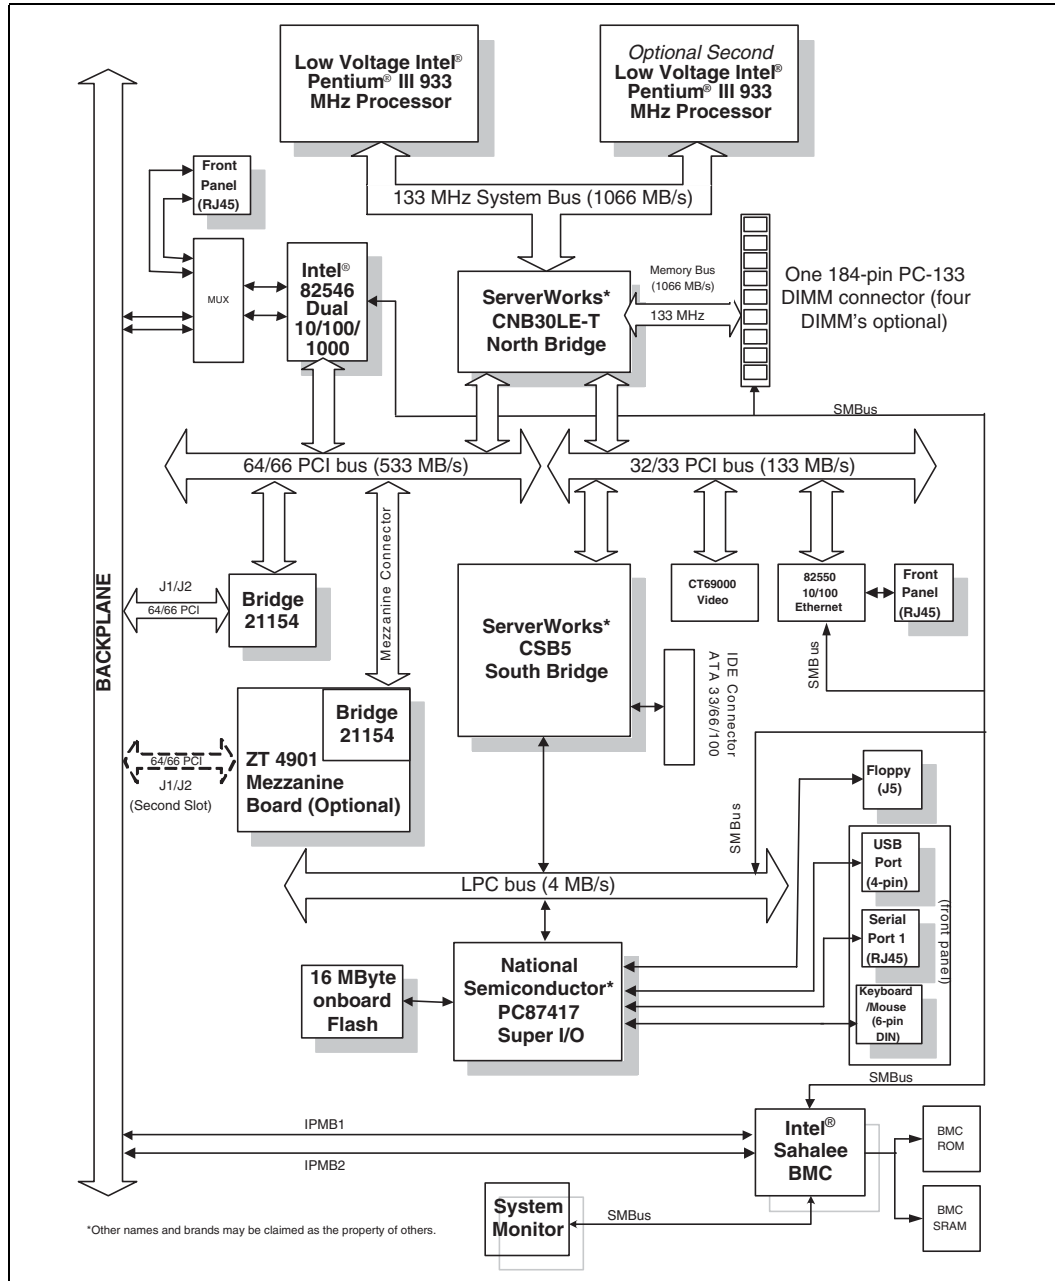 Low Voltage Intel®
Pentium® III 933
MHz Processor
Optional Second
Low Voltage Intel®
Pentium® III 933
MHz Processor
133 MHz System Bus (1066 MB/s)
Front
Panel
(RJ45)
MUX
Intel®
82546
Dual
10/100/
1000
ServerWorks*
CNB30LE-T
North Bridge
Memory Bus
(1066 MB/s)
133 MHz
One 184-pin PC-133
DIMM connector (four
DIMM's optional)
SMBus
64/66 PCI bus (533 MB/s)
32/33 PCI bus (133 MB/s)
BACKPLANE
J1/J2
64/66 PCI
Bridge
21154
Mezzanine Connector
ServerWorks*
CSB5
South Bridge
CT69000
Video
82550
10/100
Ethernet
Front
Panel
(RJ45)
SMBus
IDE Connector
ATA 33/66/100
Bridge
21154
ZT 4901
Mezzanine
Board (Optional)
64/66 PCI
J1/J2
(Second Slot)
SMBus
Floppy
(J5)
USB
Port
(4-pin)
Serial
Port 1
(RJ45)
Keyboard
/Mouse
(6-pin
DIN)
(front panel)
LPC bus (4 MB/s)
16 MByte
onboard
Flash
National
Semiconductor*
PC87417
Super I/O
SMBus
IPMB1
IPMB2
Intel®
Sahalee
BMC
BMC
ROM
BMC
SRAM
System
Monitor
SMBus
*Other names and brands may be claimed as the property of others.